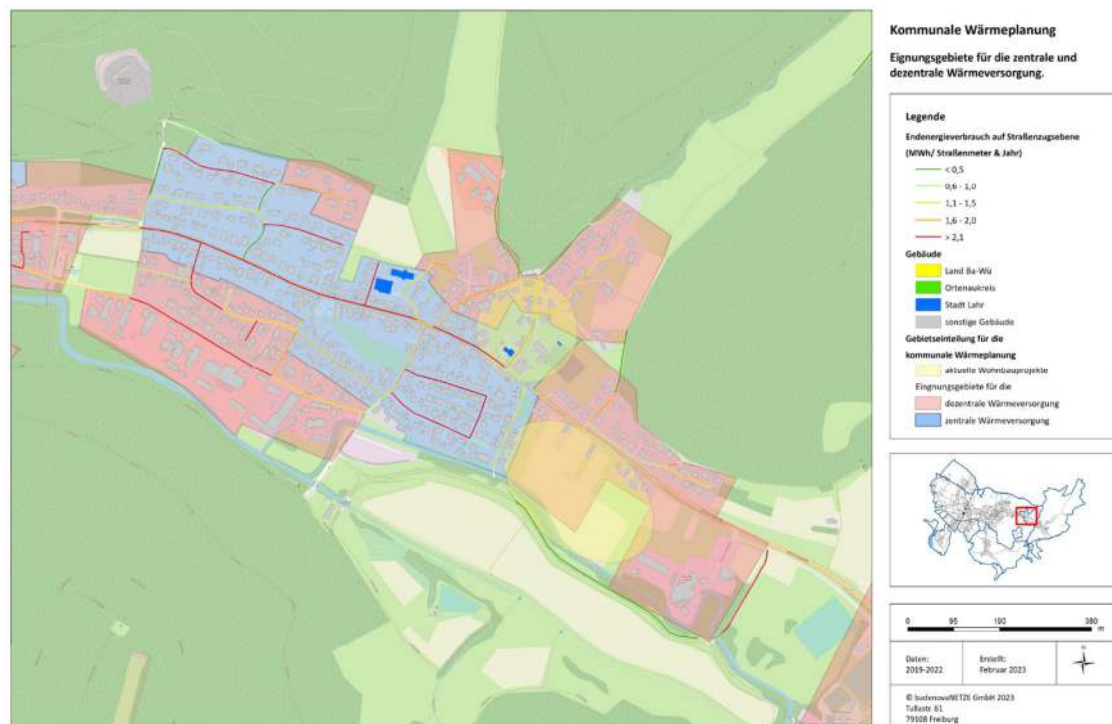 Kommunale Wärmeplanung
Eignungsgebiete für die zentrale und
dezentrale Wärmeversorgung.
Legende
Endenergieverbrauch auf Straßenzugsebene
(MWh/ Straßenmeter & Jahr)
< 0,5
0,6 - 1,0
1,1 - 1,5
1,6 - 2,0
> 2,1
Gebäude
Land Ba-Wü
Ortenaukreis
Stadt Lahr
sonstige Gebäude
Gebietseinteilung für die
kommunale Wärmeplanung
aktuelle Wohnbauprojekte
Eingnungsgebiete für die
dezentrale Wärmeversorgung
zentrale Wärmeversorgung
0 95 190 380
m
Daten:
2019-2022
Erstellt:
Februar 2023
N
© badenovaNETZE GmbH 2023
Tullastr. 61
79108 Freiburg